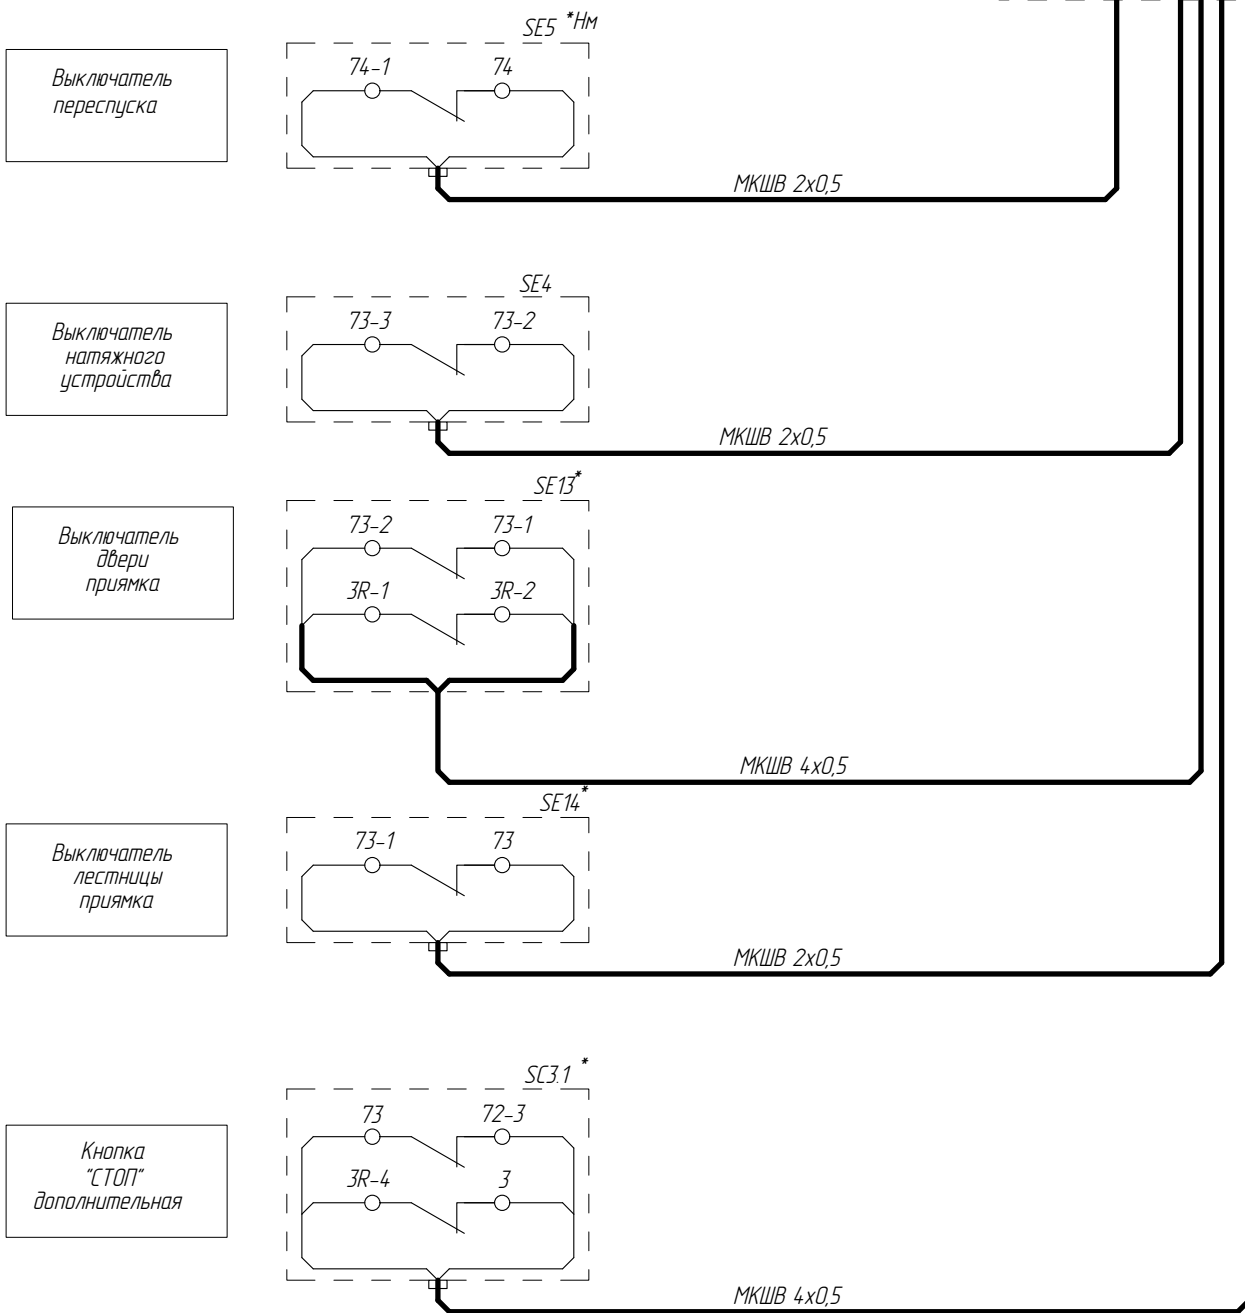 SE5 *Нм
Выключатель
переспуска
74-1
74
МКШВ 2х0,5
SE4
Выключатель
натяжного
устройства
73-3
73-2
МКШВ 2х0,5
SE13*
Выключатель
двери
приямка
73-2
73-1
3R-1
3R-2
МКШВ 4х0,5
SE14*
Выключатель
лестницы
приямка
73-1
73
МКШВ 2х0,5
SC3.1 *
Кнопка
"СТОП"
дополнительная
73
72-3
3R-4
3
МКШВ 4х0,5